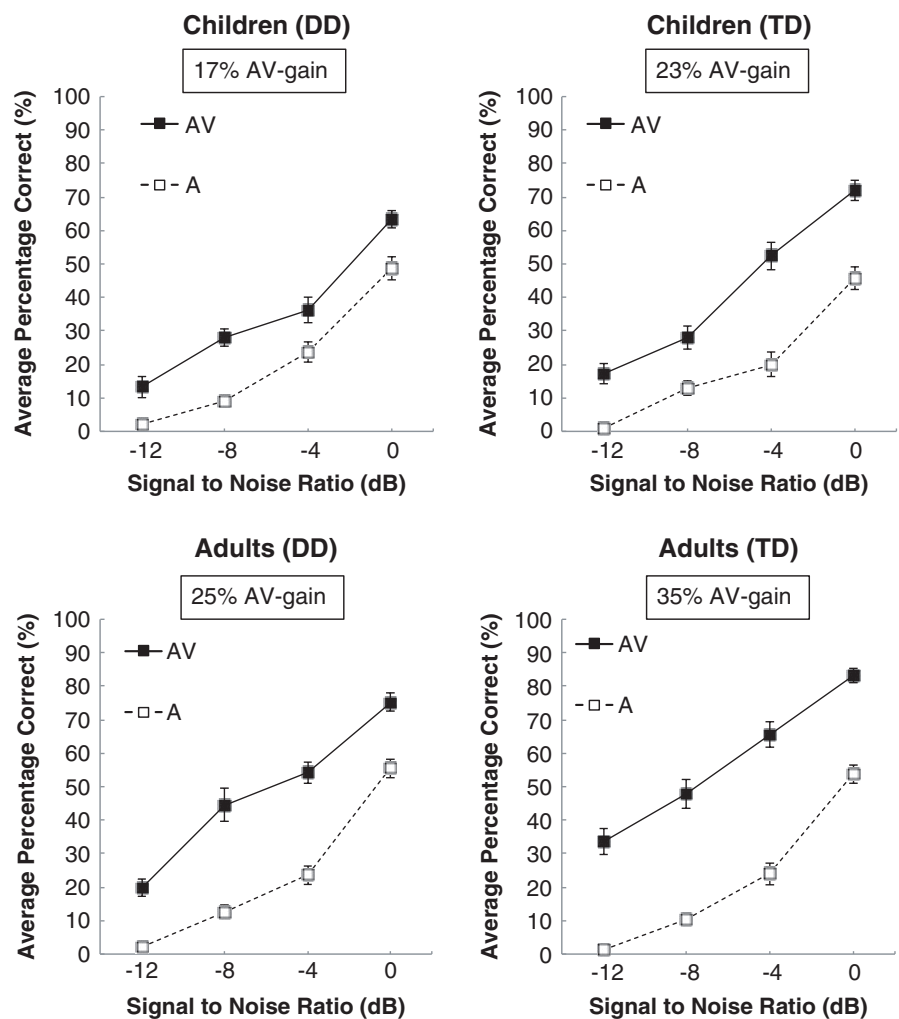 Children (DD)
17% AV-gain
Average Percentage Correct (%)
100
90
80
70
60
50
40
30
20
10
0
AV
A
-12 -8 -4 0
Signal to Noise Ratio (dB)
Children (TD)
23% AV-gain
Average Percentage Correct (%)
100
90
80
70
60
50
40
30
20
10
0
AV
A
-12 -8 -4 0
Signal to Noise Ratio (dB)
Adults (DD)
25% AV-gain
Average Percentage Correct (%)
100
90
80
70
60
50
40
30
20
10
0
AV
A
-12 -8 -4 0
Signal to Noise Ratio (dB)
Adults (TD)
35% AV-gain
Average Percentage Correct (%)
100
90
80
70
60
50
40
30
20
10
0
AV
A
-12 -8 -4 0
Signal to Noise Ratio (dB)